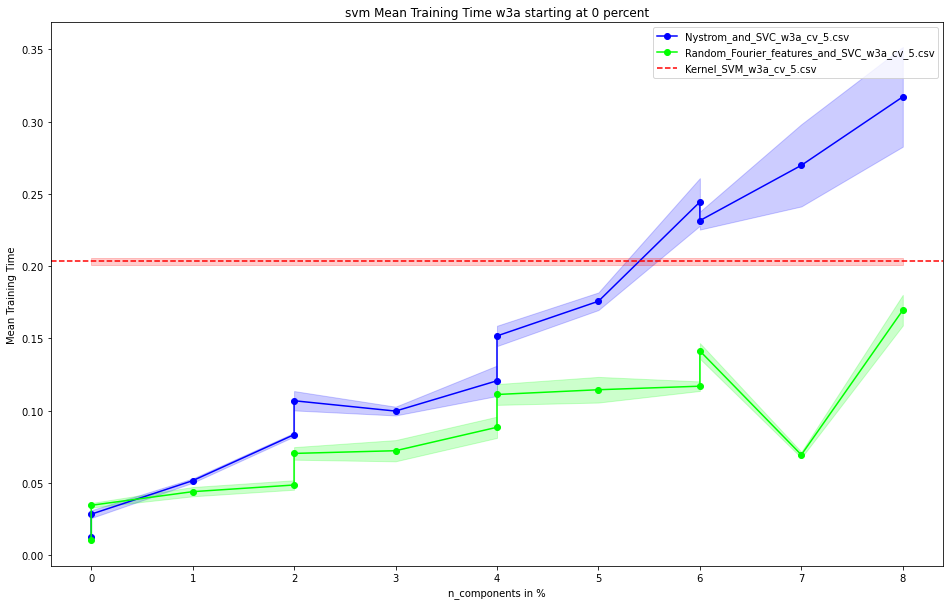 svm Mean Training Time w3a starting at 0 percent
Nystrom_and_SVC_w3a_cv_5.csv
Random_Fourier_features_and_SVC_w3a_cv_5.csv
Kernel_SVM_w3a_cv_5.csv
0.35
0.30
0.25
0.20
0.15
0.10
0.05
0.00
Mean Training Time
0 1 2 3 4 5 6 7 8
n_components in %